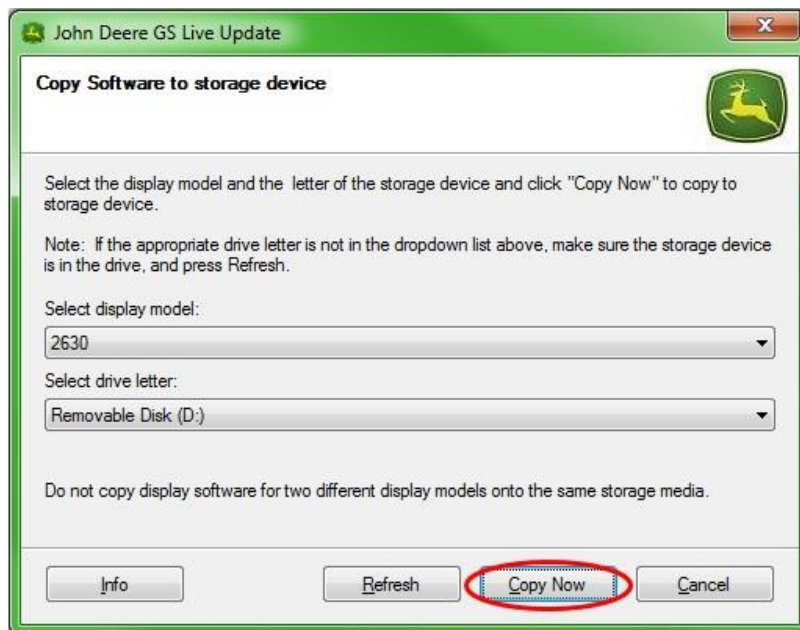 John Deere GS Live Update
Copy Software to storage device
Select the display model and the letter of the storage device and click "Copy Now" to copy to
storage device.
Note: If the appropriate drive letter is not in the dropdown list above, make sure the storage device
is in the drive, and press Refresh.
Select display model:
2630
Select drive letter:
Removable Disk (D:)
Do not copy display software for two different display models onto the same storage media.
Info Refresh Copy Now Cancel